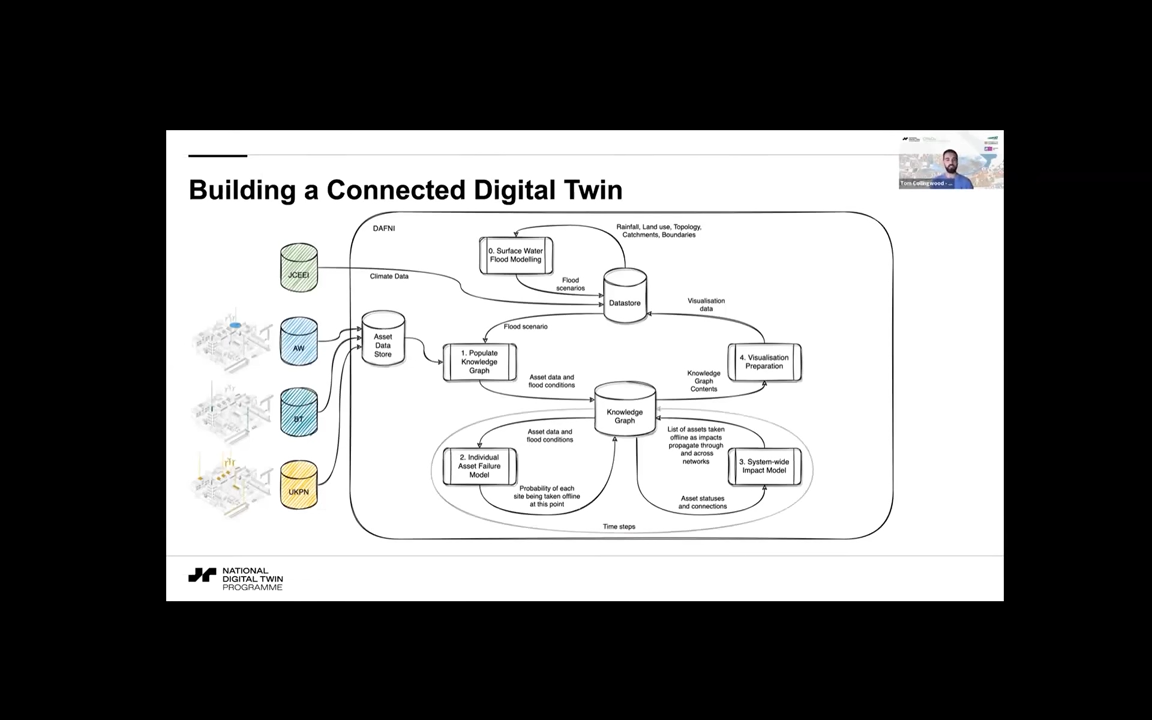 Building a Connected Digital Twin
DAFNI
Rainfall, Land use, Topology,
Catchments, Boundaries
0. Surface Water
Flood Modelling
JCEEI
Climate Data
Flood
scenarios
Datastore
Visualisation
data
AW
Asset
Data
Store
Flood scenario
1. Populate
Knowledge
Graph
4. Visualisation
Preparation
Asset data and
flood conditions
Knowledge
Graph
Contents
BT
Knowledge
Graph
Asset data and
flood conditions
List of assets taken
offline as impacts
propagate through
and across
networks
2. Individual
Asset Failure
Model
3. System-wide
Impact Model
UKPN
Probability of each
site being taken offline
at this point
Asset statuses
and connections
Time steps
NATIONAL
DIGITAL TWIN
PROGRAMME